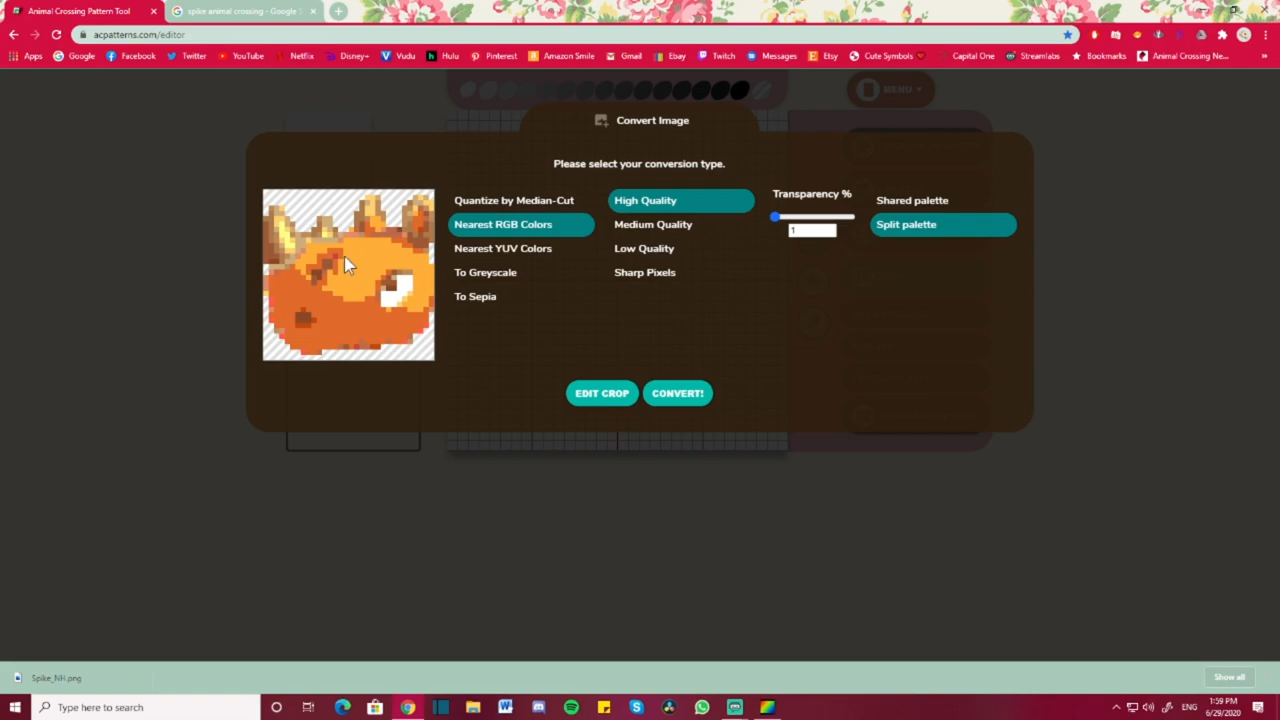 Animal Crossing Pattern Tool
spike animal crossing - Google
acpatterns.com/editor
Apps Google Facebook Twitter YouTube Netflix Disney+ Vudu Hulu Pinterest Amazon Smile Gmail Ebay Twitch Messages Etsy Cute Symbols Capital One Streamlabs Bookmarks Animal Crossing Ne...
MENU
Convert Image
Please select your conversion type.
Quantize by Median-Cut
Nearest RGB Colors
Nearest YUV Colors
To Greyscale
To Sepia
High Quality
Medium Quality
Low Quality
Sharp Pixels
Transparency %
1
Shared palette
Split palette
EDIT CROP
CONVERT!
Spike_NH.png
Show all
Type here to search
ENG
1:59 PM
6/29/2020